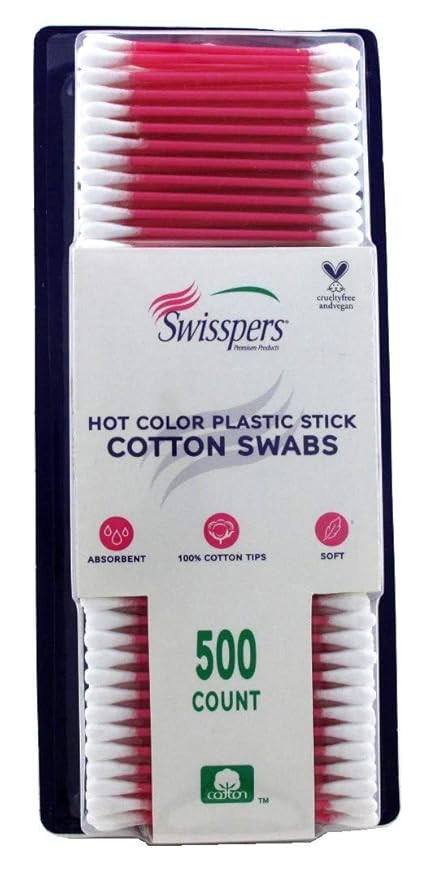 Swisspers®
Premium Products
crueltyfree
andvegan
HOT COLOR PLASTIC STICK
COTTON SWABS
ABSORBENT
100% COTTON TIPS
SOFT
500
COUNT
cotton
TM